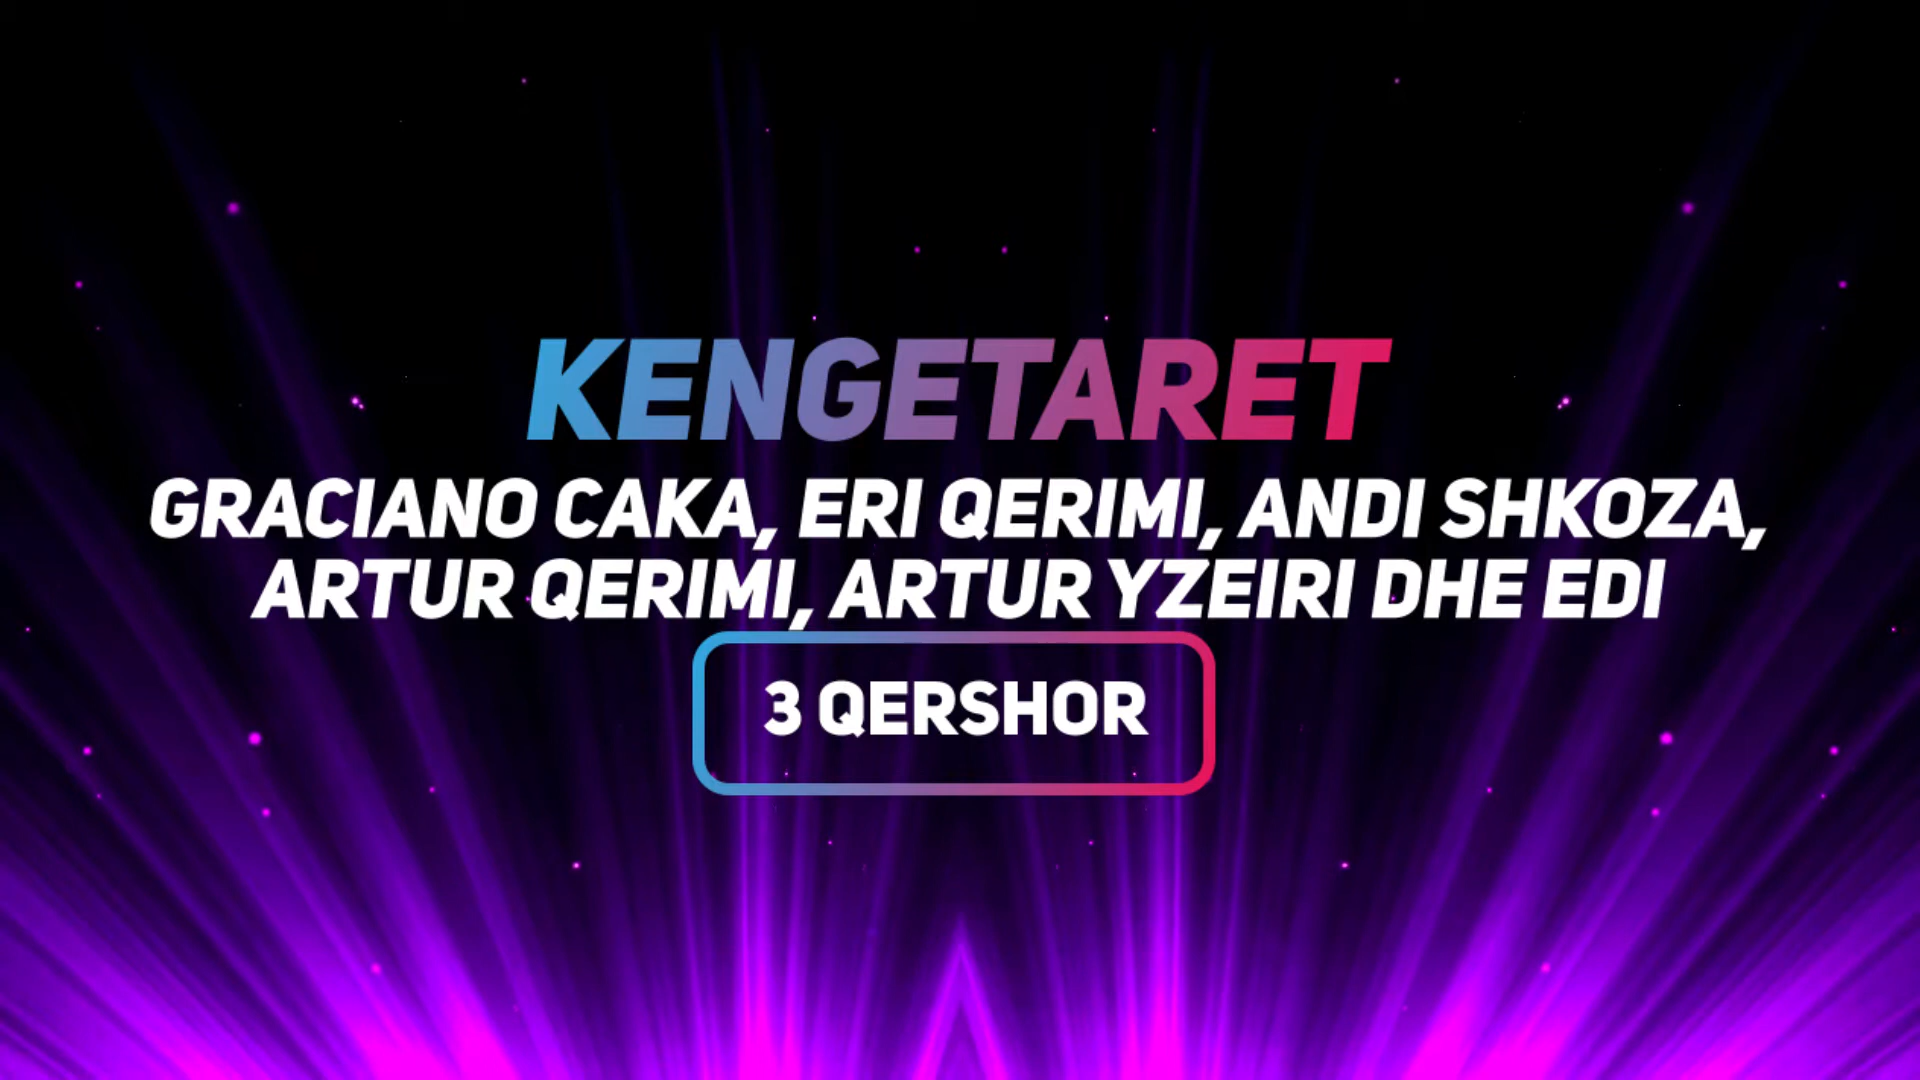 KENGETARET
GRACIANO CAKA, ERI QERIMI, ANDI SHKOZA,
ARTUR QERIMI, ARTUR YZEIRI DHE EDI
3 QERSHOR